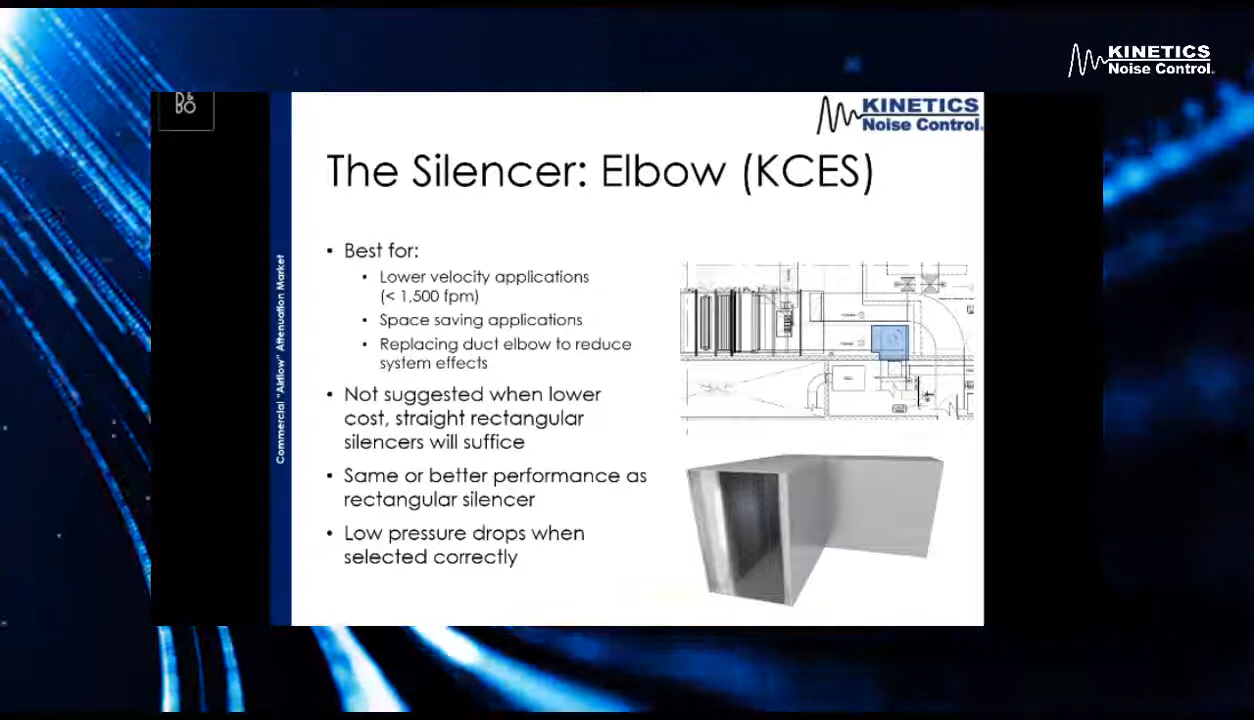 KINETICS
Noise Control.
D&
BO
KINETICS
Noise Control.
The Silencer: Elbow (KCES)
Commercial "Airflow" Attenuation Market
• Best for:
• Lower velocity applications
(< 1,500 fpm)
• Space saving applications
• Replacing duct elbow to reduce
system effects
• Not suggested when lower
cost, straight rectangular
silencers will suffice
• Same or better performance as
rectangular silencer
• Low pressure drops when
selected correctly